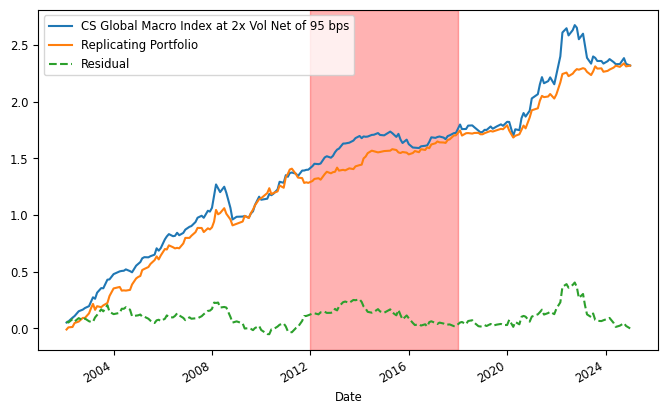 CS Global Macro Index at 2x Vol Net of 95 bps
Replicating Portfolio
Residual
2.5
2.0
1.5
1.0
0.5
0.0
2004 2008 2012 2016 2020 2024
Date